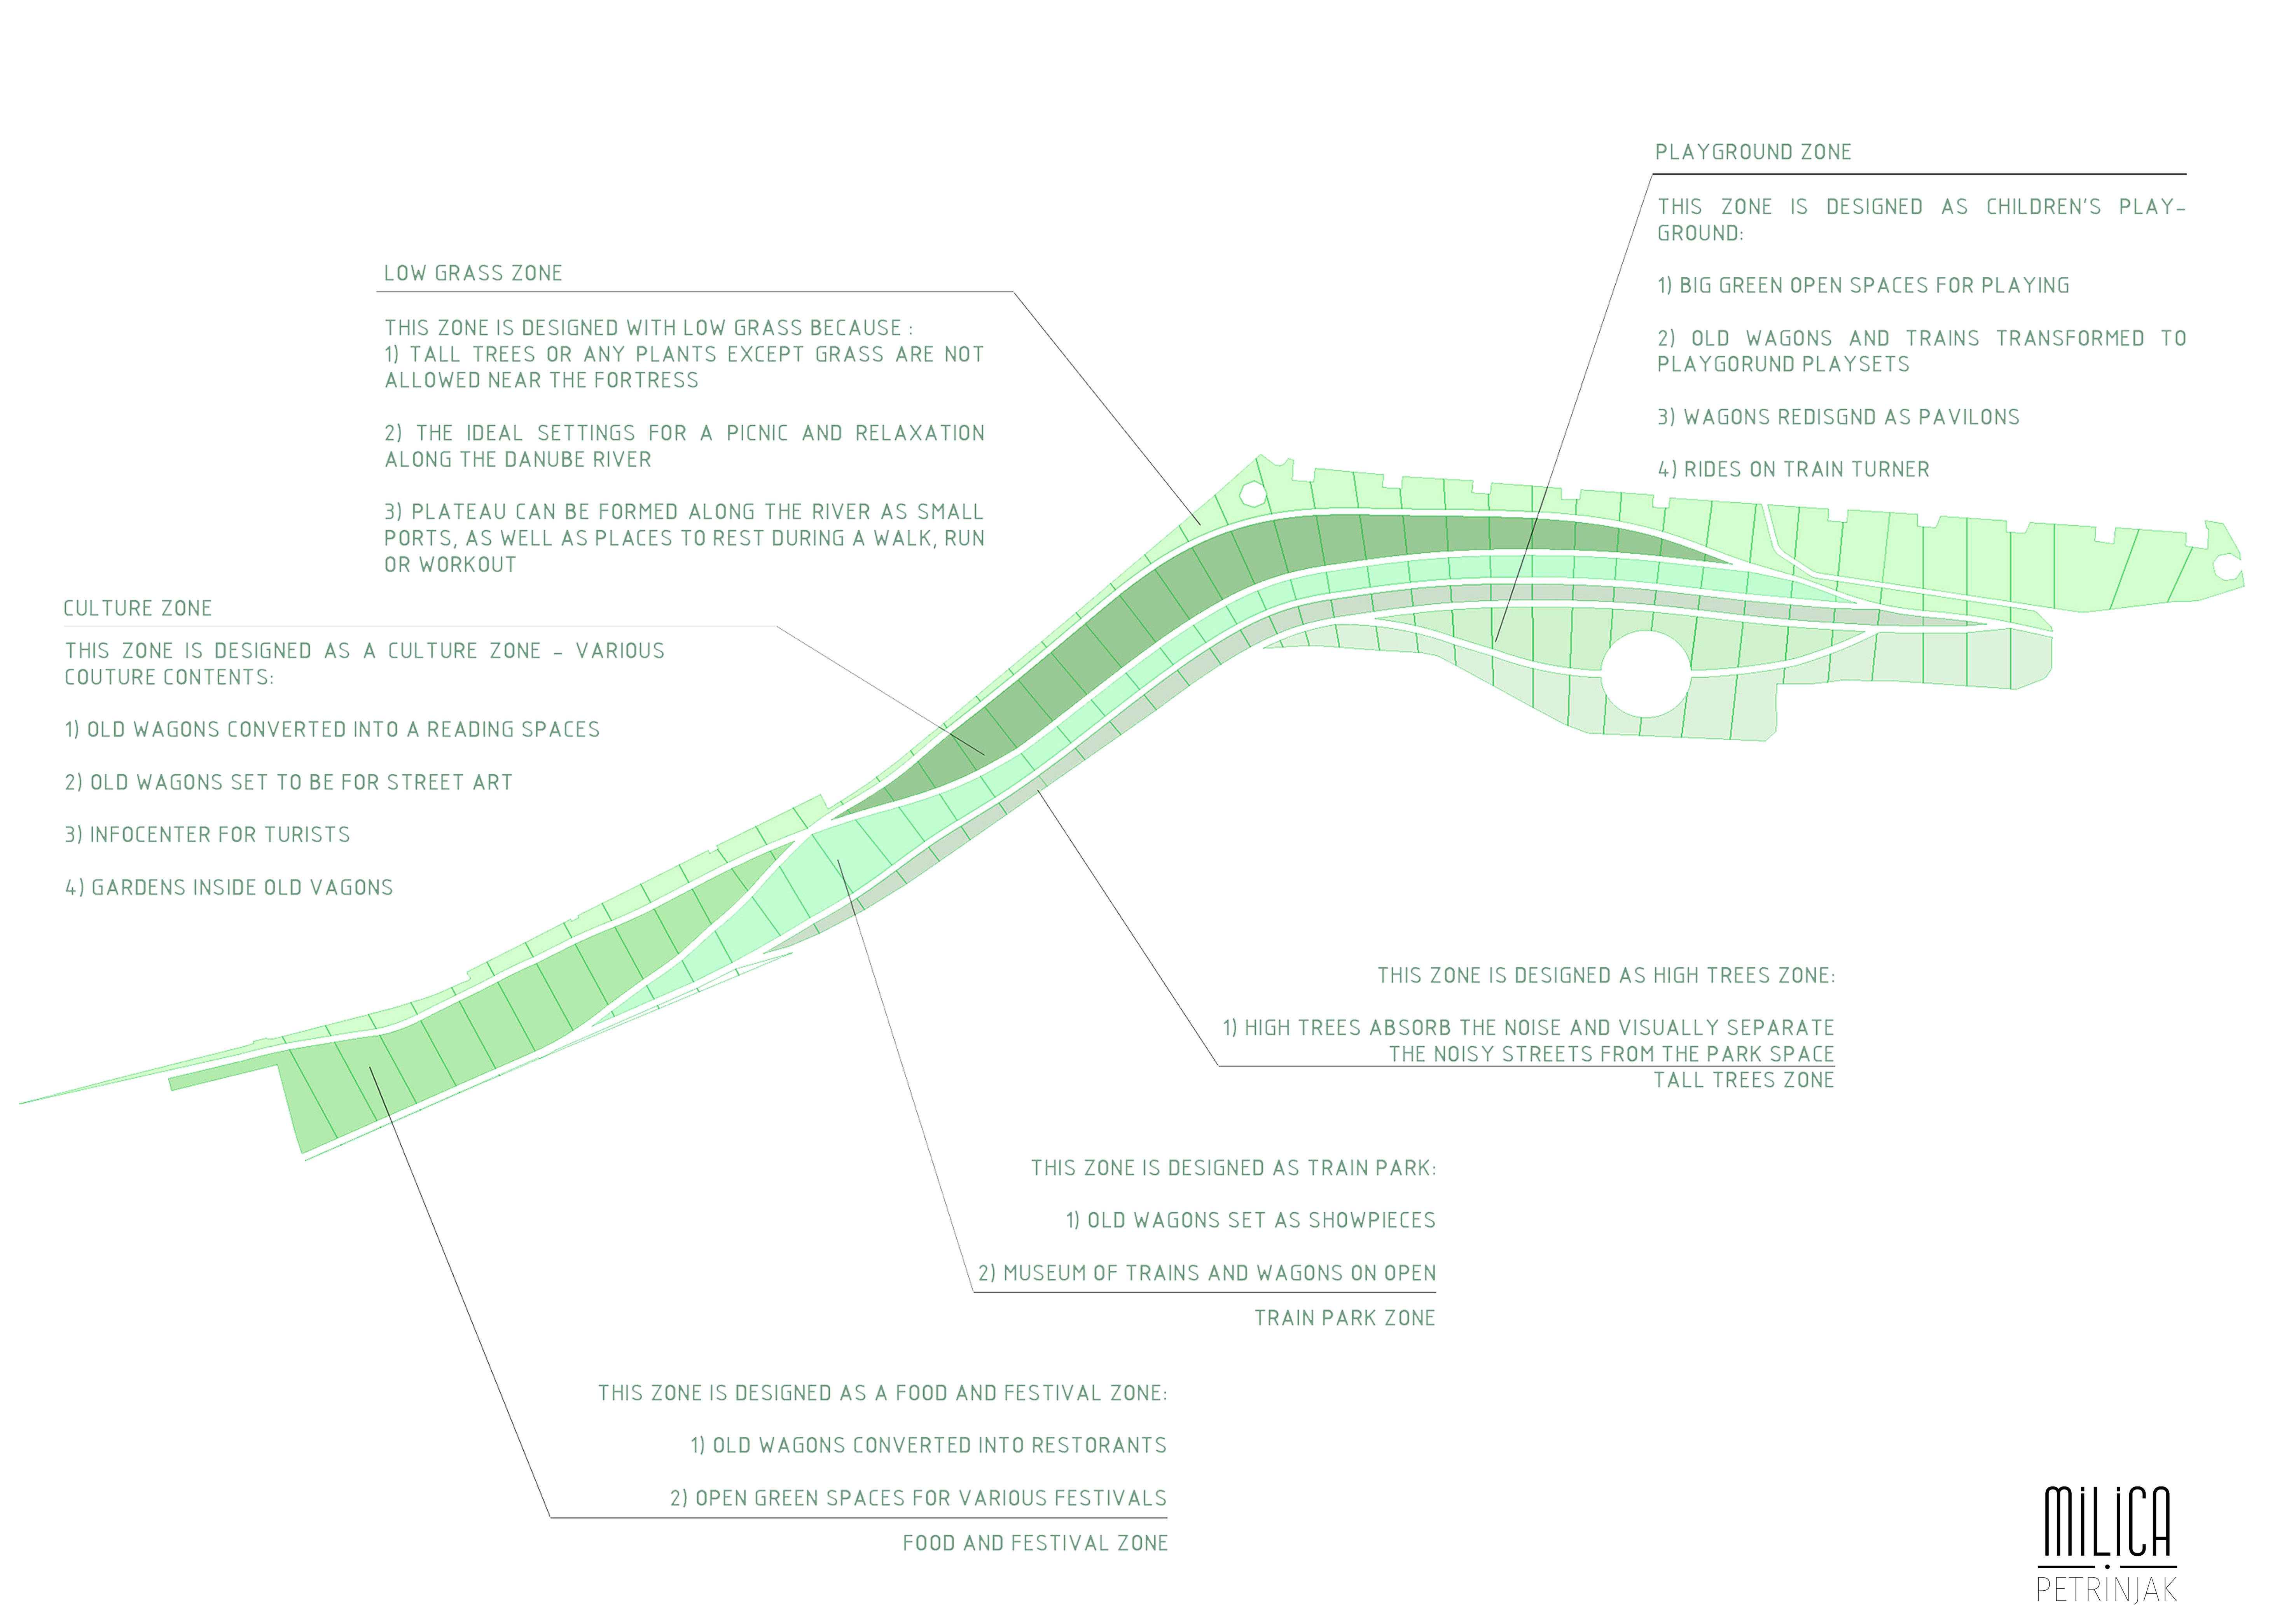 PLAYGROUND ZONE
THIS ZONE IS DESIGNED AS CHILDREN'S PLAY-
GROUND:
1) BIG GREEN OPEN SPACES FOR PLAYING
2) OLD WAGONS AND TRAINS TRANSFORMED TO
PLAYGORUND PLAYSETS
3) WAGONS REDISGND AS PAVILONS
4) RIDES ON TRAIN TURNER
LOW GRASS ZONE
THIS ZONE IS DESIGNED WITH LOW GRASS BECAUSE :
1) TALL TREES OR ANY PLANTS EXCEPT GRASS ARE NOT
ALLOWED NEAR THE FORTRESS
2) THE IDEAL SETTINGS FOR A PICNIC AND RELAXATION
ALONG THE DANUBE RIVER
3) PLATEAU CAN BE FORMED ALONG THE RIVER AS SMALL
PORTS, AS WELL AS PLACES TO REST DURING A WALK, RUN
OR WORKOUT
CULTURE ZONE
THIS ZONE IS DESIGNED AS A CULTURE ZONE - VARIOUS
COUTURE CONTENTS:
1) OLD WAGONS CONVERTED INTO A READING SPACES
2) OLD WAGONS SET TO BE FOR STREET ART
3) INFOCENTER FOR TURISTS
4) GARDENS INSIDE OLD VAGONS
THIS ZONE IS DESIGNED AS HIGH TREES ZONE:
1) HIGH TREES ABSORB THE NOISE AND VISUALLY SEPARATE
THE NOISY STREETS FROM THE PARK SPACE
TALL TREES ZONE
THIS ZONE IS DESIGNED AS TRAIN PARK:
1) OLD WAGONS SET AS SHOWPIECES
2) MUSEUM OF TRAINS AND WAGONS ON OPEN
TRAIN PARK ZONE
THIS ZONE IS DESIGNED AS A FOOD AND FESTIVAL ZONE:
1) OLD WAGONS CONVERTED INTO RESTORANTS
2) OPEN GREEN SPACES FOR VARIOUS FESTIVALS
FOOD AND FESTIVAL ZONE
MiLiCA
PETRiNJAK